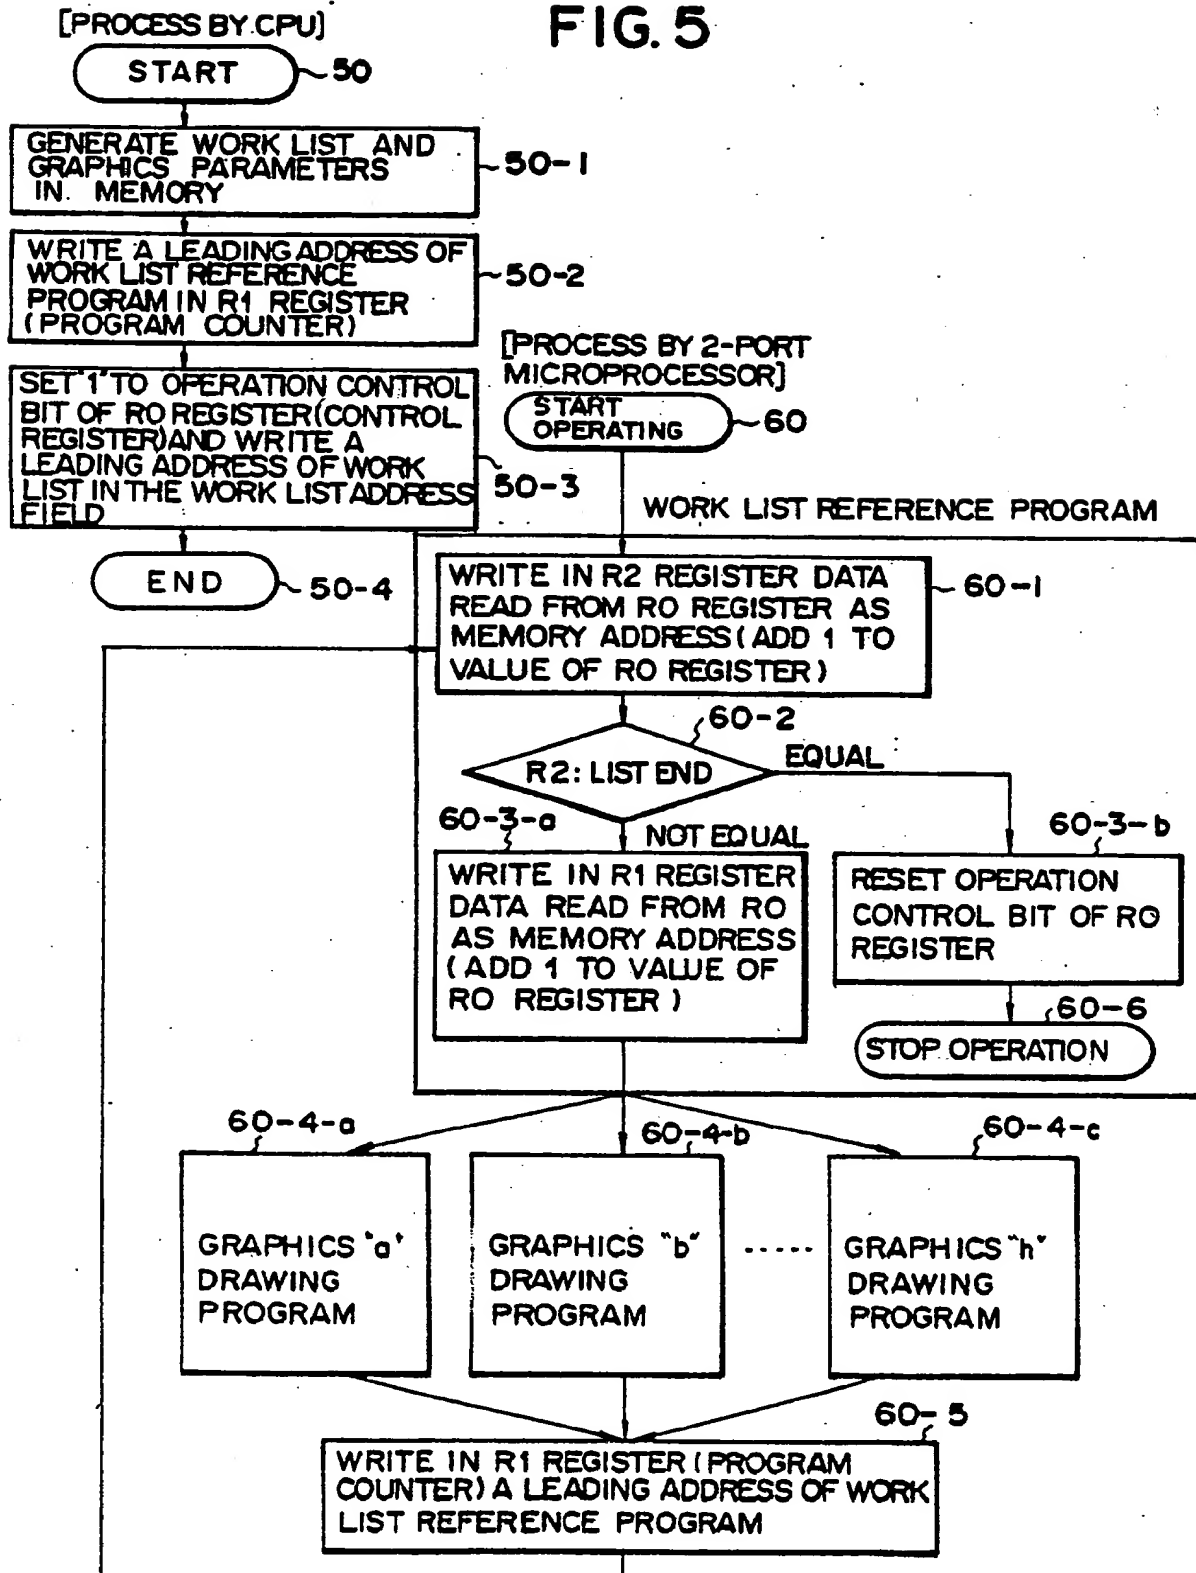 FIG. 5
[PROCESS BY CPU]
START
50
GENERATE WORK LIST AND
GRAPHICS PARAMETERS
IN MEMORY
50-1
WRITE A LEADING ADDRESS OF
WORK LIST REFERENCE
PROGRAM IN R1 REGISTER
(PROGRAM COUNTER)
50-2
SET "1" TO OPERATION CONTROL
BIT OF RO REGISTER(CONTROL
REGISTER)AND WRITE A
LEADING ADDRESS OF WORK
LIST IN THE WORK LIST ADDRESS
FIELD
50-3
END
50-4
[PROCESS BY 2-PORT
MICROPROCESSOR]
START
OPERATING
60
WORK LIST REFERENCE PROGRAM
WRITE IN R2 REGISTER DATA
READ FROM RO REGISTER AS
MEMORY ADDRESS (ADD 1 TO
VALUE OF RO REGISTER)
60-1
60-2
R2: LIST END
EQUAL
NOT EQUAL
60-3-a
WRITE IN R1 REGISTER
DATA READ FROM RO
AS MEMORY ADDRESS
(ADD 1 TO VALUE OF
RO REGISTER)
60-3-b
RESET OPERATION
CONTROL BIT OF RO
REGISTER
60-6
STOP OPERATION
60-4-a
GRAPHICS "a"
DRAWING
PROGRAM
60-4-b
GRAPHICS "b"
DRAWING
PROGRAM
.....
60-4-c
GRAPHICS "h"
DRAWING
PROGRAM
60-5
WRITE IN R1 REGISTER (PROGRAM
COUNTER) A LEADING ADDRESS OF WORK
LIST REFERENCE PROGRAM